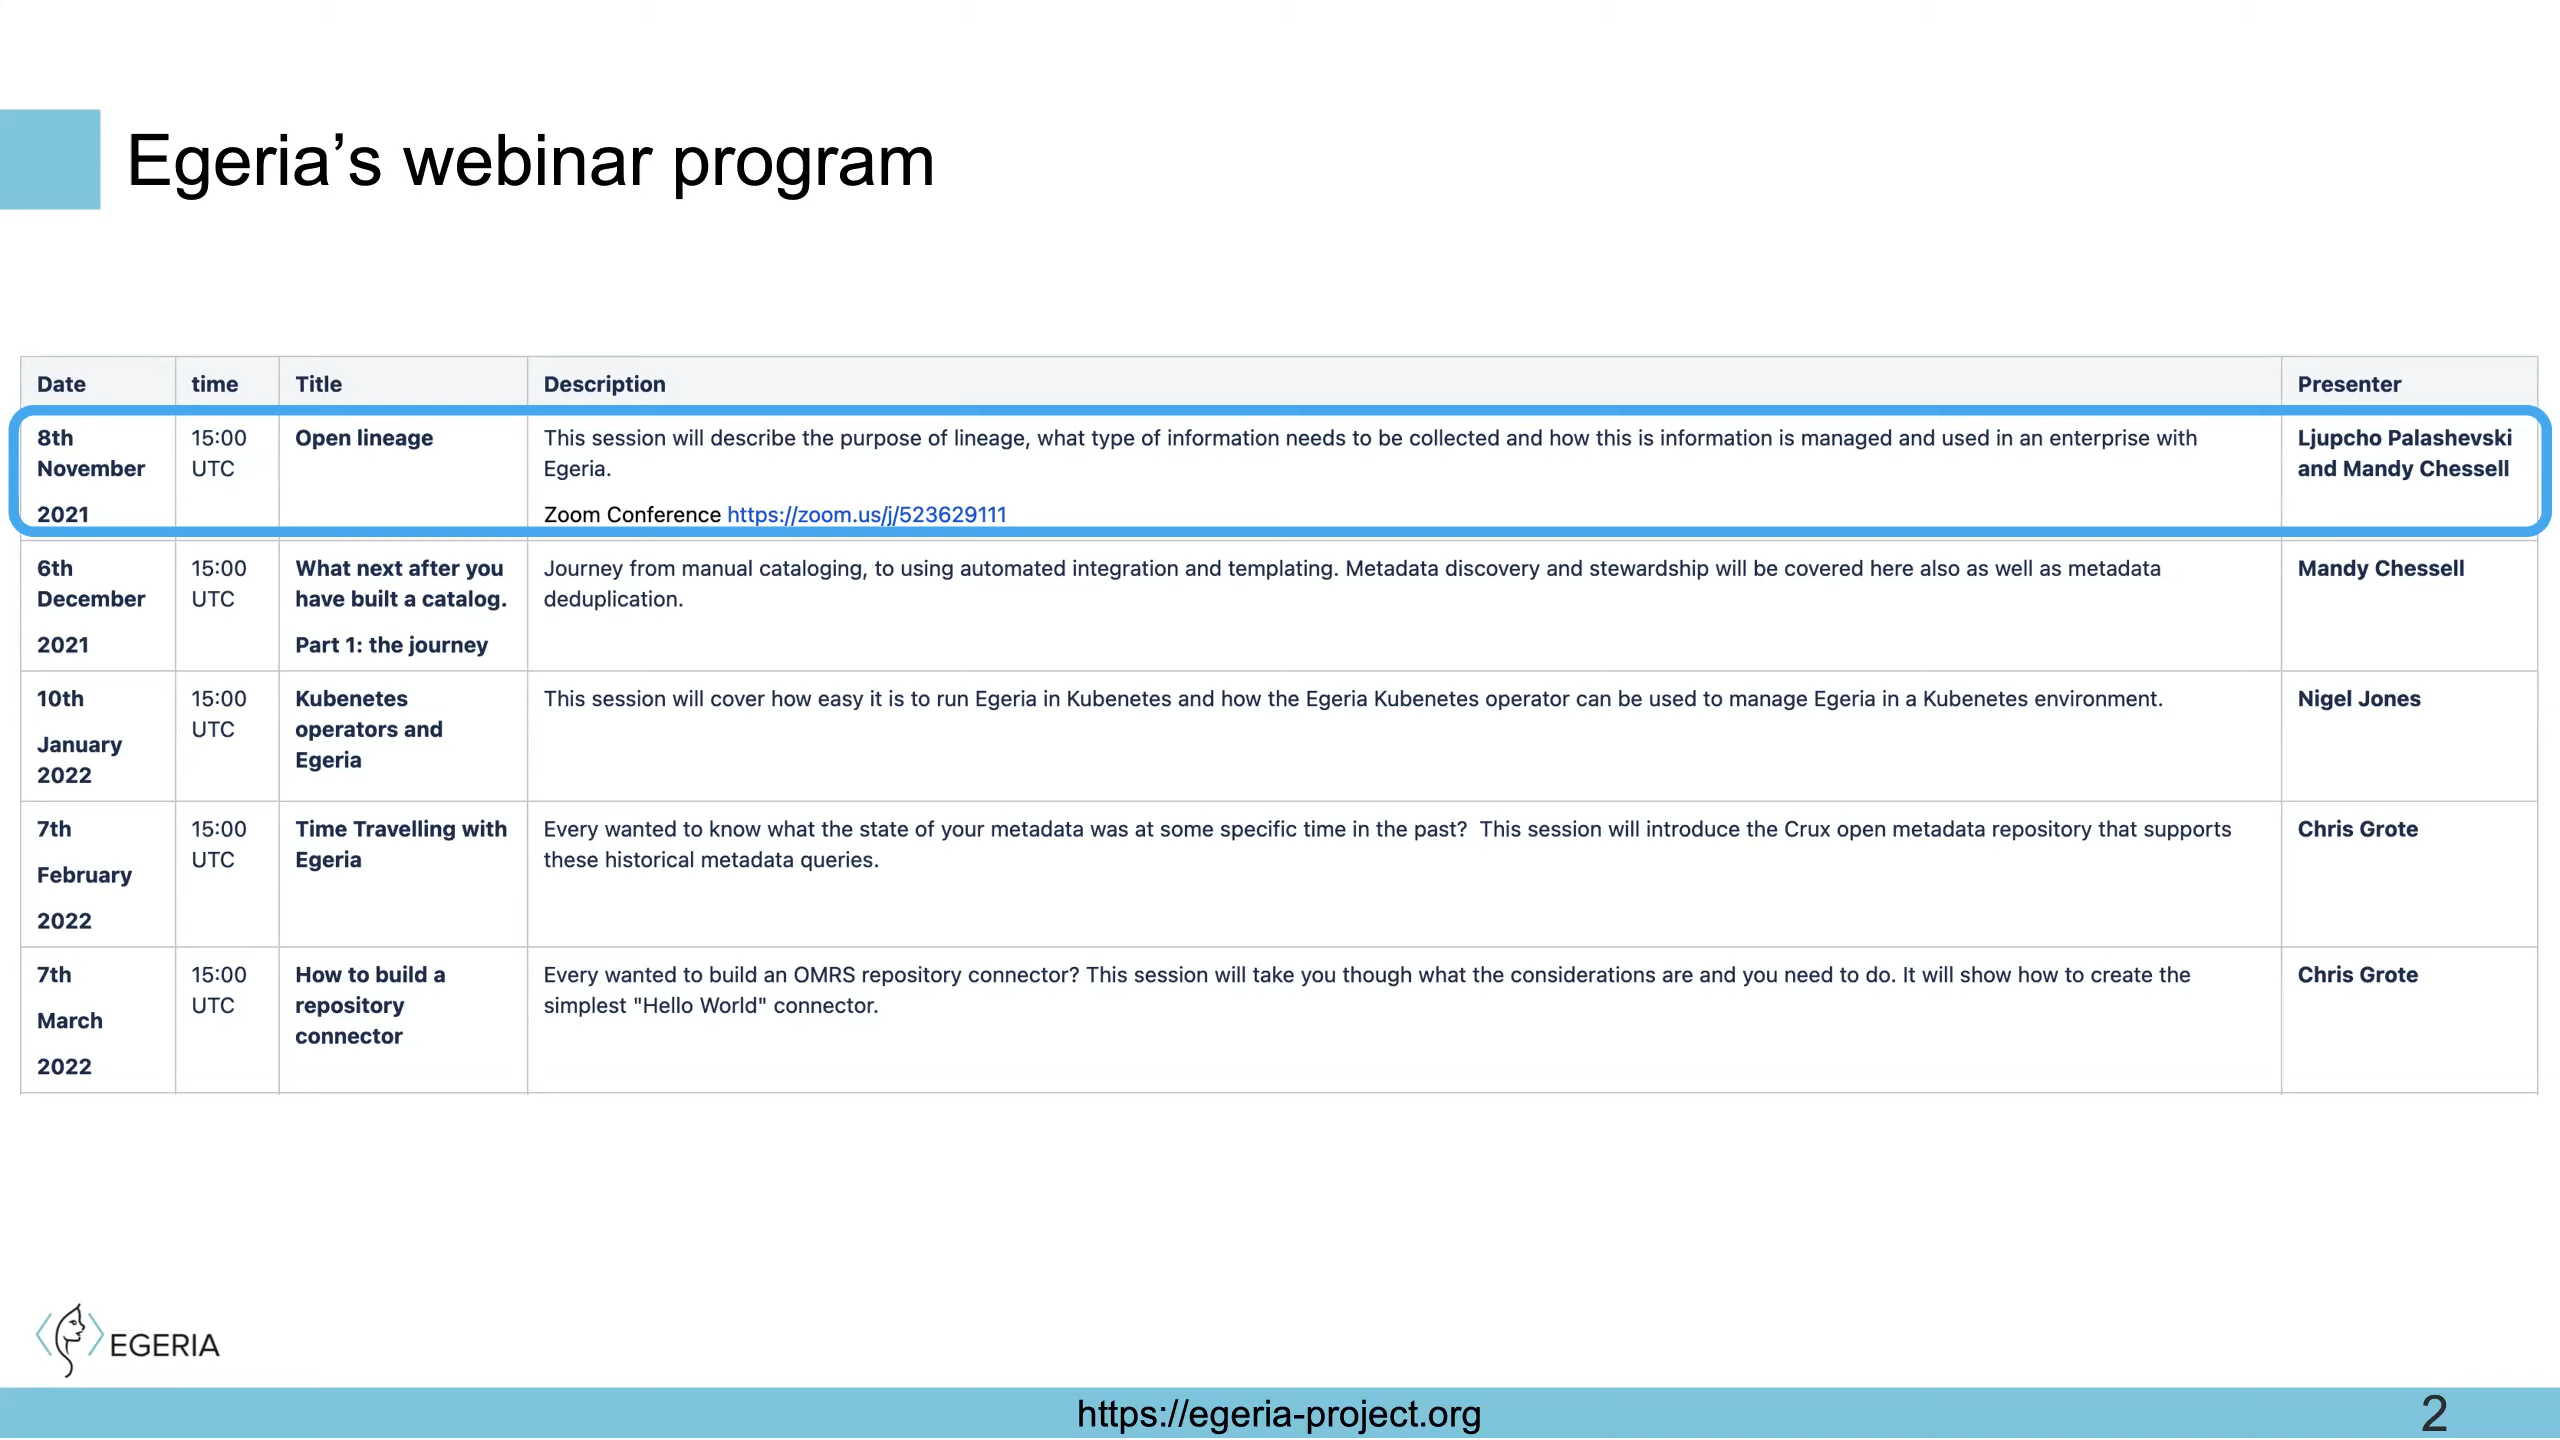 Egeria’s webinar program
Date time Title Description Presenter
8th 15:00 Open lineage This session will describe the purpose of lineage, what type of information needs to be collected and how this is information is managed and used in an enterprise with Ljupcho Palashevski
November UTC Egeria. and Mandy Chessell
2021 Zoom Conference https://zoom.us/j/523629111
6th 15:00 What next after you Journey from manual cataloging, to using automated integration and templating. Metadata discovery and stewardship will be covered here also as well as metadata Mandy Chessell
December UTC have built a catalog. deduplication.
2021 Part 1: the journey
10th 15:00 Kubenetes This session will cover how easy it is to run Egeria in Kubenetes and how the Egeria Kubenetes operator can be used to manage Egeria in a Kubenetes environment. Nigel Jones
January UTC operators and
2022 Egeria
7th 15:00 Time Travelling with Every wanted to know what the state of your metadata was at some specific time in the past? This session will introduce the Crux open metadata repository that supports Chris Grote
February UTC Egeria these historical metadata queries.
2022
7th 15:00 How to build a Every wanted to build an OMRS repository connector? This session will take you though what the considerations are and you need to do. It will show how to create the Chris Grote
March UTC repository simplest "Hello World" connector.
2022 connector
EGERIA
https://egeria-project.org 2